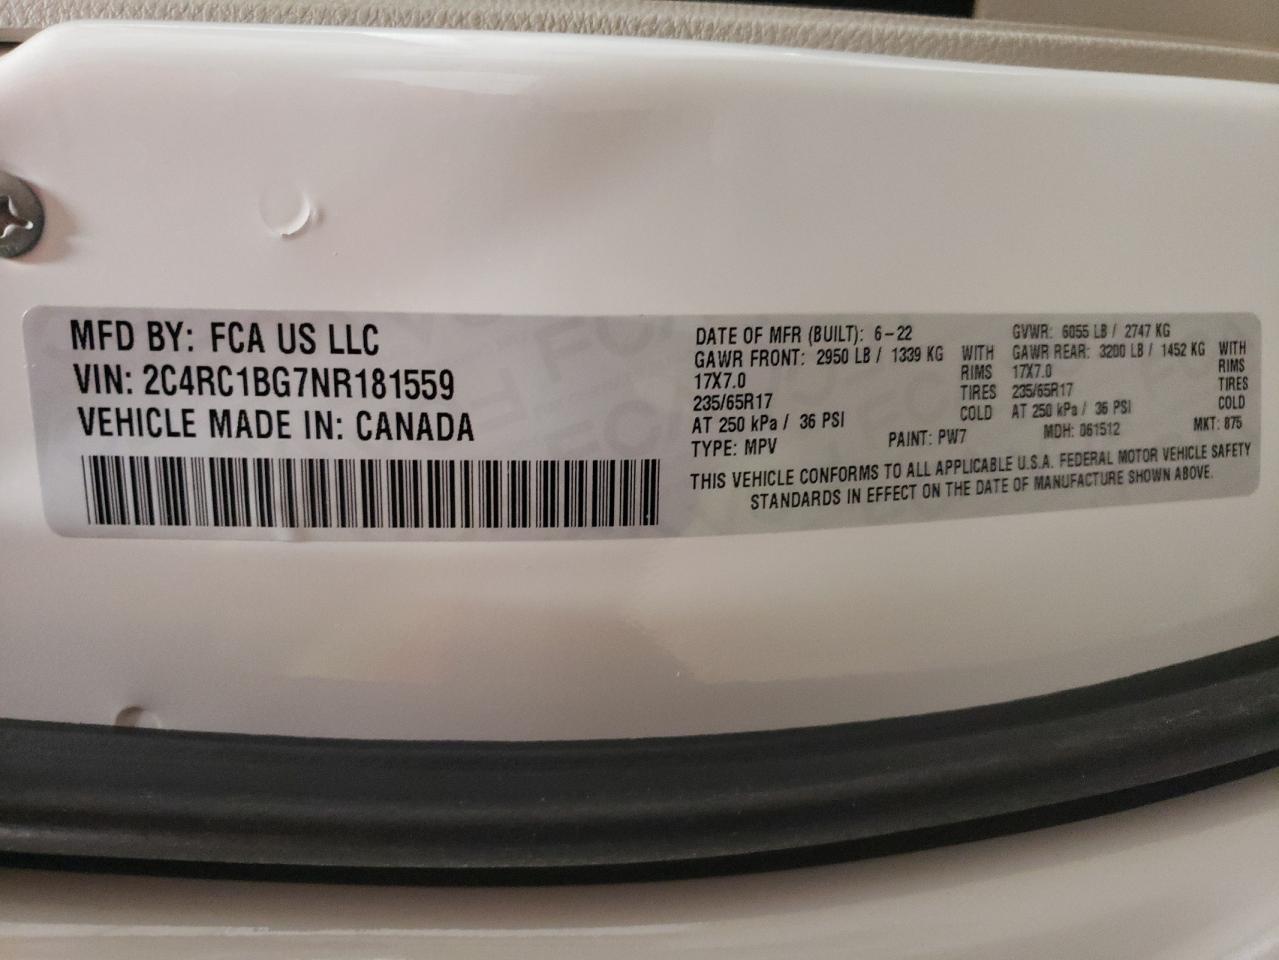 MFD BY: FCA US LLC
VIN: 2C4RC1BG7NR181559
VEHICLE MADE IN: CANADA
DATE OF MFR (BUILT): 6-22 GVWR: 6055 LB / 2747 KG
GAWR FRONT: 2950 LB / 1339 KG WITH GAWR REAR: 3200 LB / 1452 KG WITH
17X7.0 RIMS 17X7.0 RIMS
235/65R17 TIRES 235/65R17 TIRES
AT 250 kPa / 36 PSI COLD AT 250 kPa / 36 PSI COLD
TYPE: MPV PAINT: PW7 MDH: 061512 MKT: 875
THIS VEHICLE CONFORMS TO ALL APPLICABLE U.S.A. FEDERAL MOTOR VEHICLE SAFETY
STANDARDS IN EFFECT ON THE DATE OF MANUFACTURE SHOWN ABOVE.